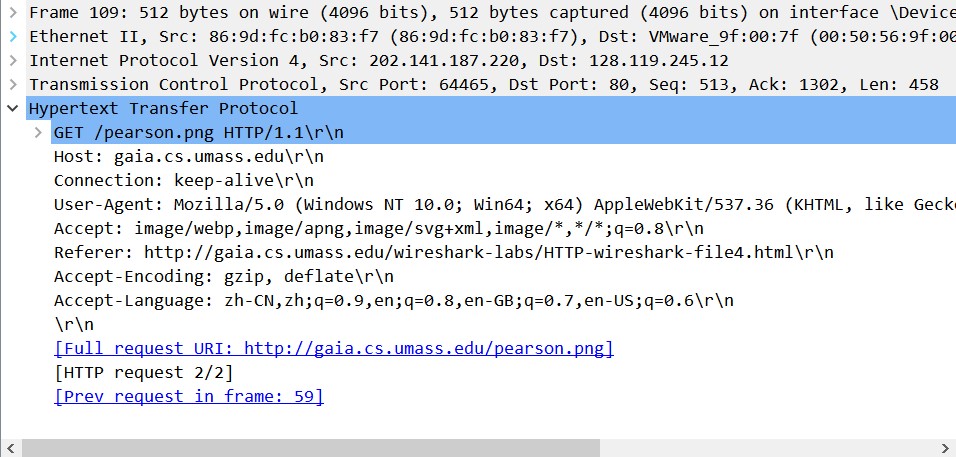 Frame 109: 512 bytes on wire (4096 bits), 512 bytes captured (4096 bits) on interface \Device
Ethernet II, Src: 86:9d:fc:b0:83:f7 (86:9d:fc:b0:83:f7), Dst: VMware_9f:00:7f (00:50:56:9f:00
Internet Protocol Version 4, Src: 202.141.187.220, Dst: 128.119.245.12
Transmission Control Protocol, Src Port: 64465, Dst Port: 80, Seq: 513, Ack: 1302, Len: 458
Hypertext Transfer Protocol
GET /pearson.png HTTP/1.1\r\n
Host: gaia.cs.umass.edu\r\n
Connection: keep-alive\r\n
User-Agent: Mozilla/5.0 (Windows NT 10.0; Win64; x64) AppleWebKit/537.36 (KHTML, like Gecko
Accept: image/webp,image/apng,image/svg+xml,image/*,*/*;q=0.8\r\n
Referer: http://gaia.cs.umass.edu/wireshark-labs/HTTP-wireshark-file4.html\r\n
Accept-Encoding: gzip, deflate\r\n
Accept-Language: zh-CN,zh;q=0.9,en;q=0.8,en-GB;q=0.7,en-US;q=0.6\r\n
\r\n
[Full request URI: http://gaia.cs.umass.edu/pearson.png]
[HTTP request 2/2]
[Prev request in frame: 59]